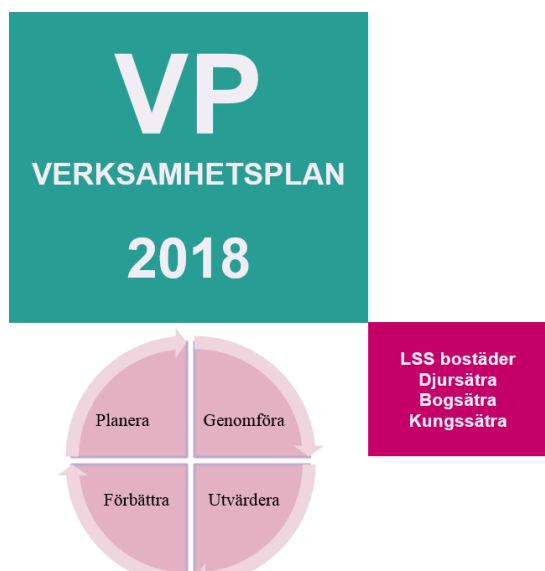 VP
VERKSAMHETSPLAN
2018
LSS bostäder
Djursätra
Bogsätra
Kungssätra
Planera
Genomföra
Förbättra
Utvärdera